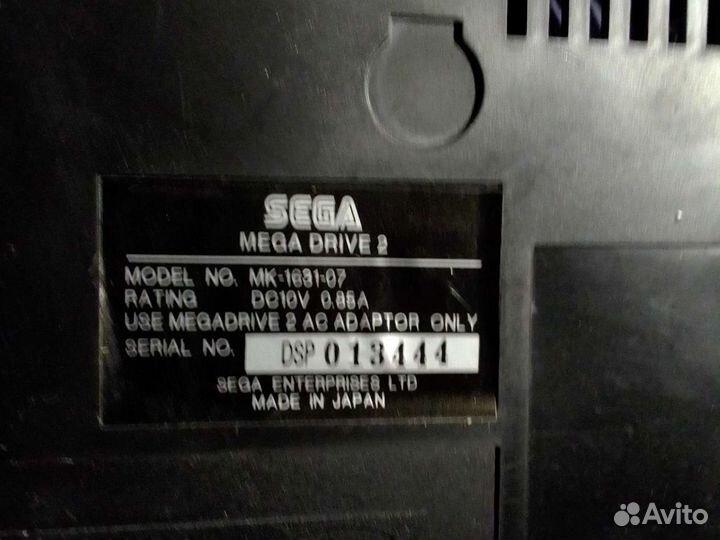 SEGA
MEGA DRIVE 2
MODEL NO. MK-1631-07
RATING DC10V 0.85A
USE MEGADRIVE 2 AC ADAPTOR ONLY
SERIAL NO. DSP 013444
SEGA ENTERPRISES LTD
MADE IN JAPAN
Avito